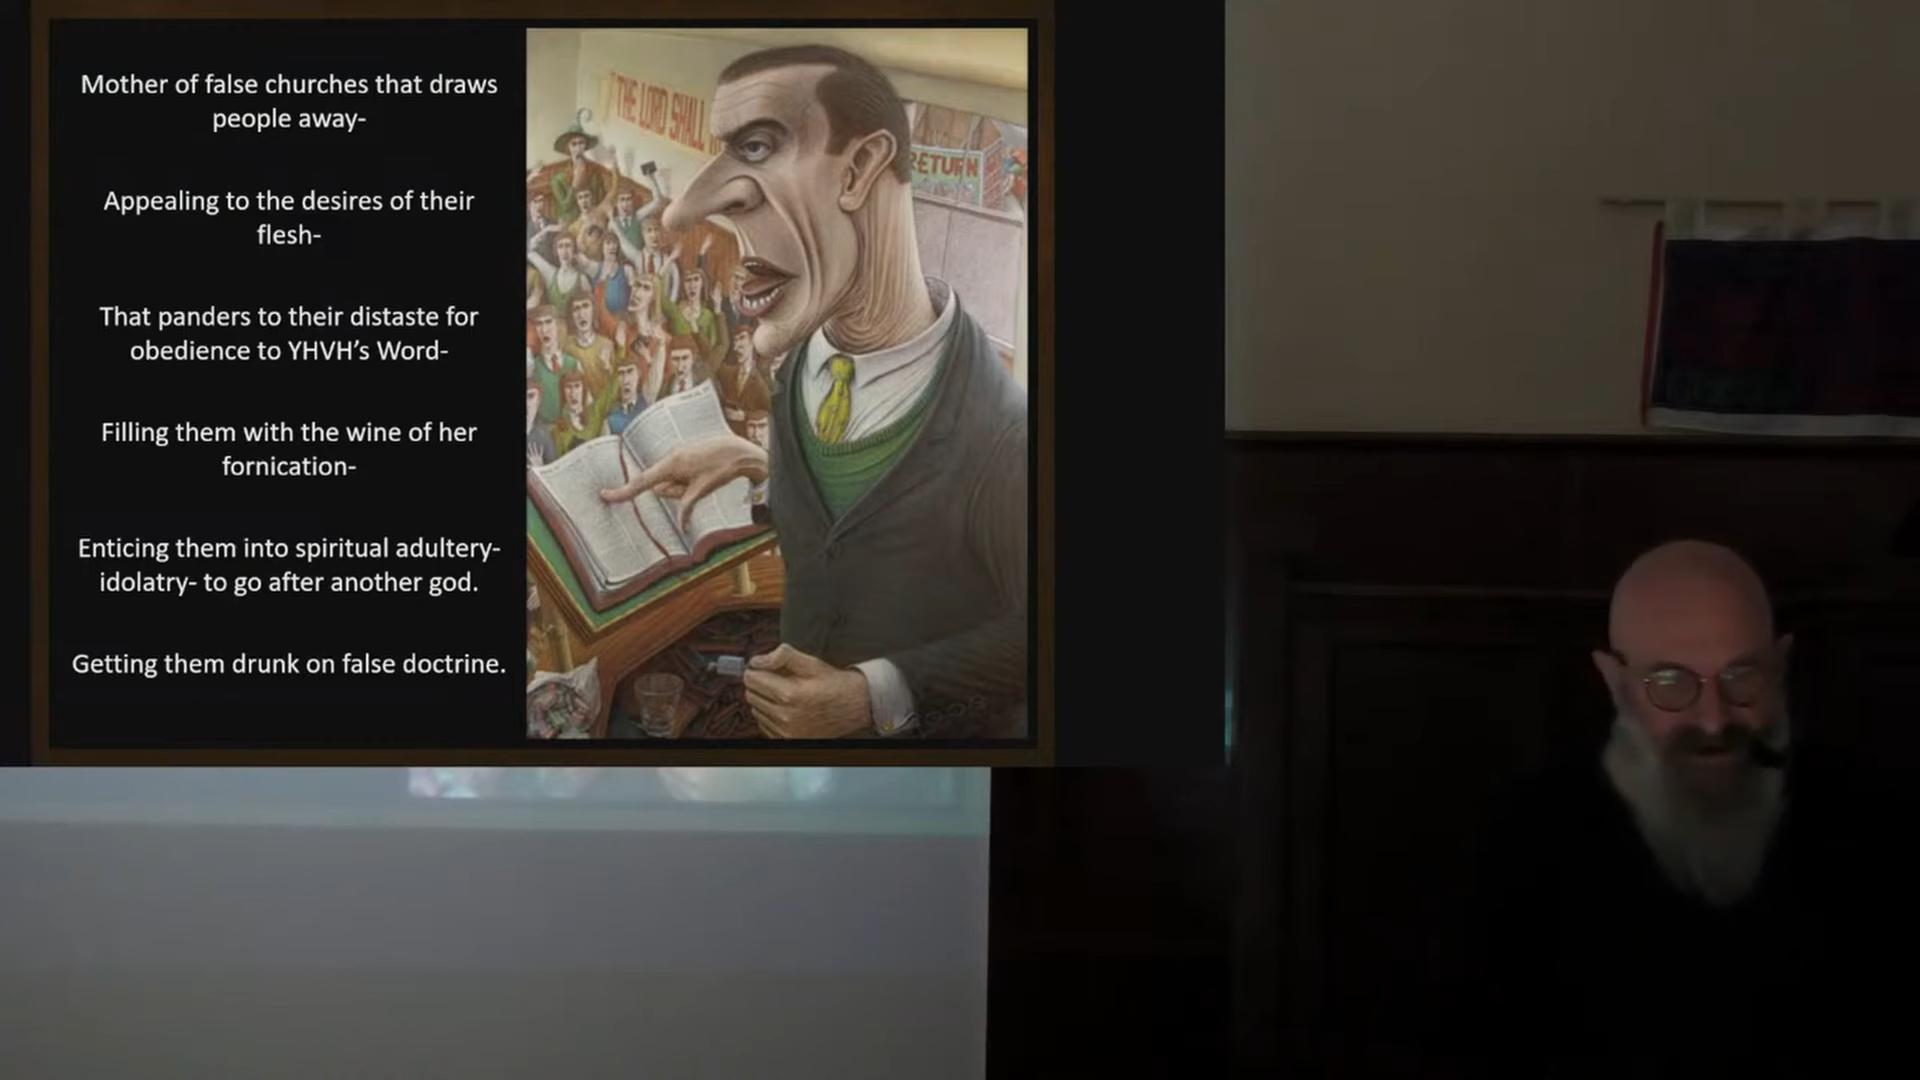 Mother of false churches that draws
people away-
Appealing to the desires of their
flesh-
That panders to their distaste for
obedience to YHVH’s Word-
Filling them with the wine of her
fornication-
Enticing them into spiritual adultery-
idolatry- to go after another god.
Getting them drunk on false doctrine.
THE LORD SHALL
RETURN